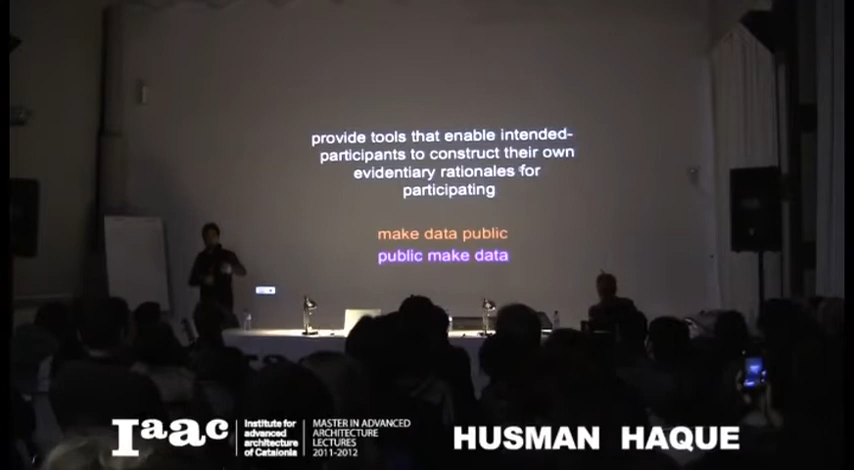 provide tools that enable intended-
participants to construct their own
evidentiary rationales for
participating
make data public
public make data
Iaac
Institute for
advanced
architecture
of Catalonia
MASTER IN ADVANCED
ARCHITECTURE
LECTURES
2011-2012
HUSMAN HAQUE